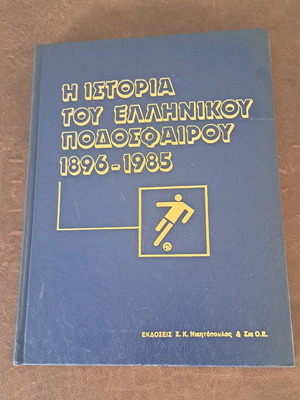 Η ΙΣΤΟΡΙΑ
ΤΟΥ ΕΛΛΗΝΙΚΟΥ
ΠΟΔΟΣΦΑΙΡΟΥ
1896-1985
ΕΚΔΟΣΕΙΣ Σ. Κ. Νικητόπουλος & Σια Ο.Ε.